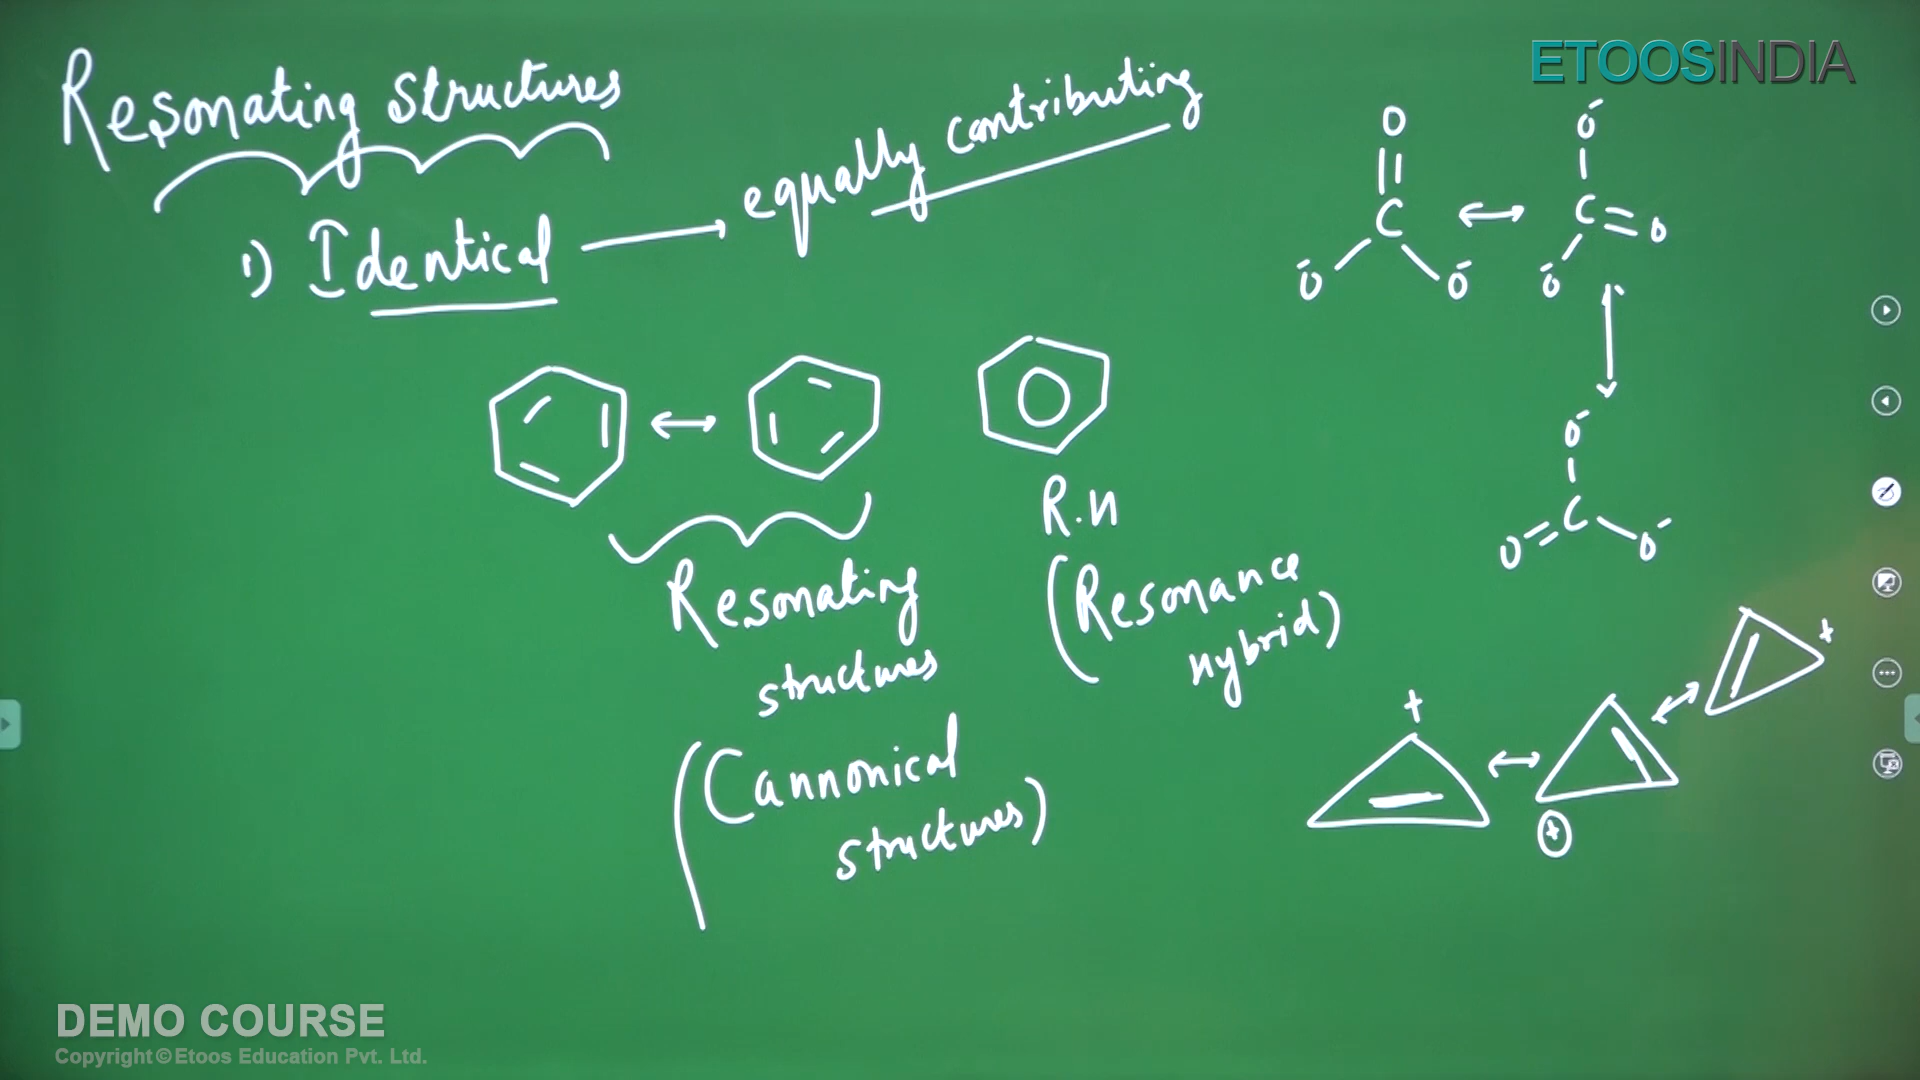 ETOOSINDIA
Resonating structures
1) Identical → equally contributing
O
C
O⁻ O⁻
↔
O⁻
C = O
O⁻
↔
O⁻
C
O O⁻
↔
R.H
Resonating
structures
(Cannonical
structures)
(Resonance
hybrid)
+
↔
+
↔
+
DEMO COURSE
Copyright © Etoos Education Pvt. Ltd.